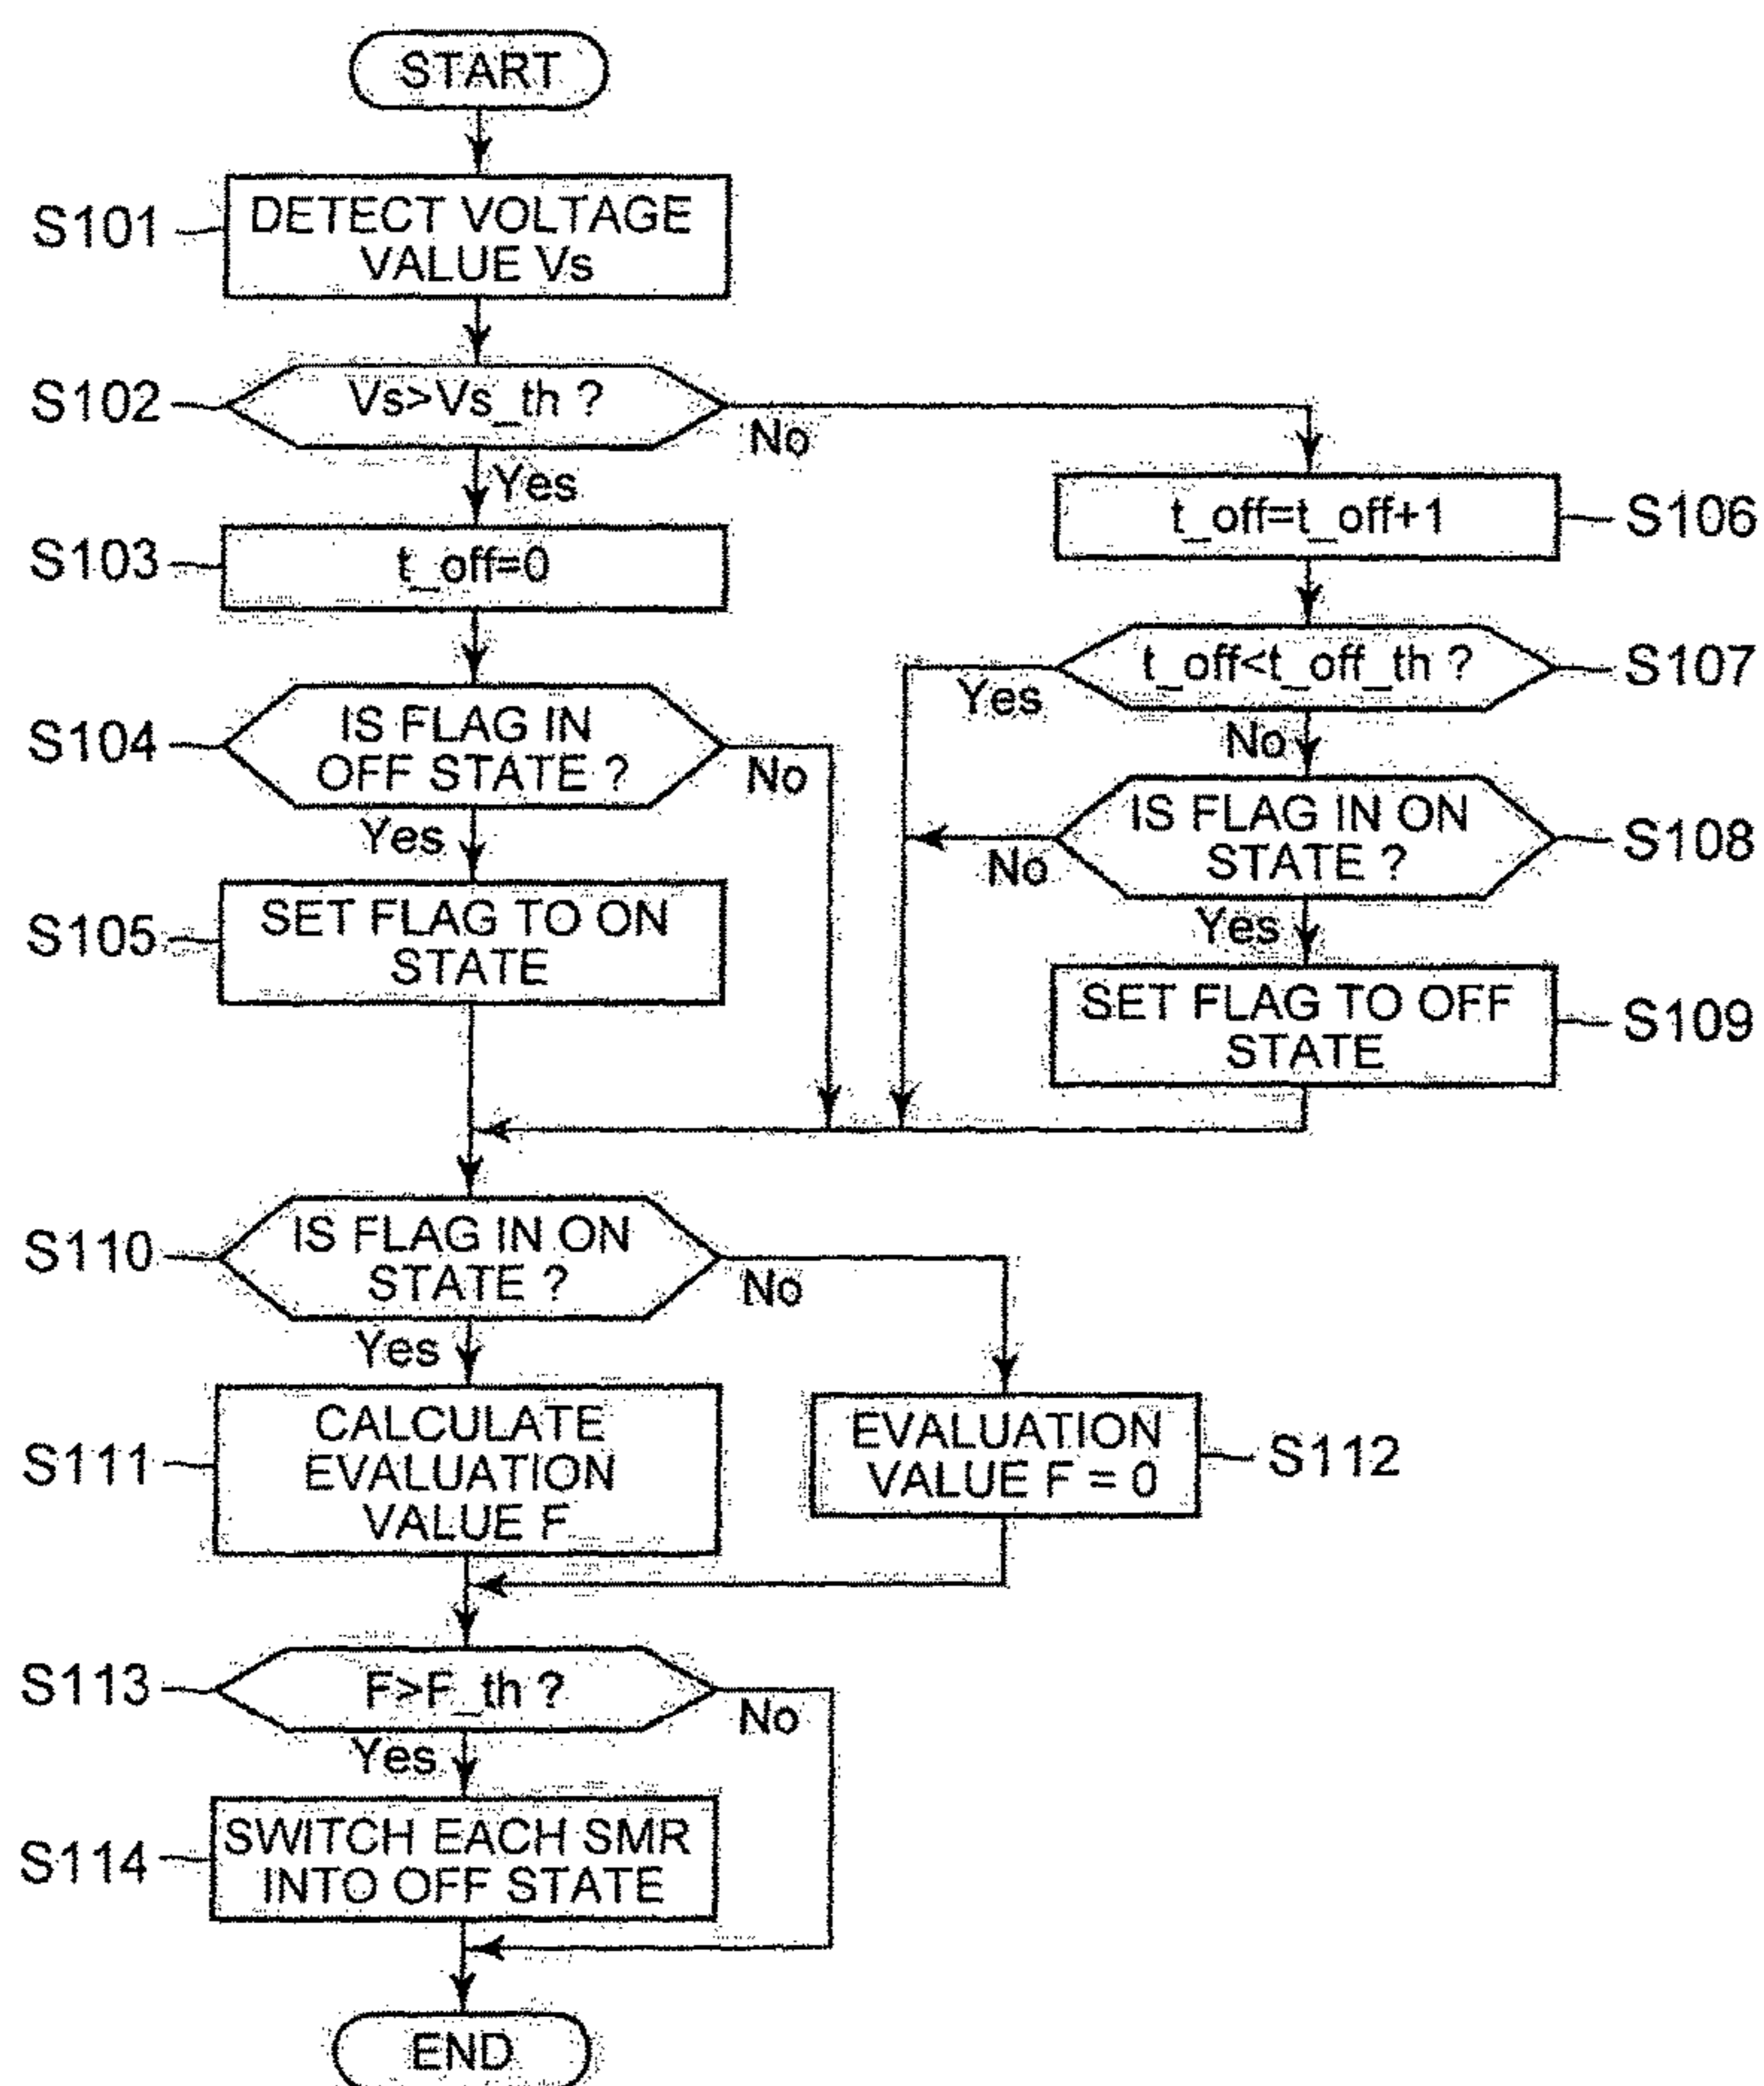 START
S101
DETECT VOLTAGE
VALUE Vs
S102
Vs>Vs_th ?
No
Yes
S103
t_off=0
t_off=t_off+1
S106
t_off<t_off_th ?
S107
Yes
No
S104
IS FLAG IN
OFF STATE ?
No
Yes
IS FLAG IN ON
STATE ?
S108
No
Yes
S105
SET FLAG TO ON
STATE
SET FLAG TO OFF
STATE
S109
S110
IS FLAG IN ON
STATE ?
No
Yes
S111
CALCULATE
EVALUATION
VALUE F
EVALUATION
VALUE F = 0
S112
S113
F>F_th ?
No
Yes
S114
SWITCH EACH SMR
INTO OFF STATE
END